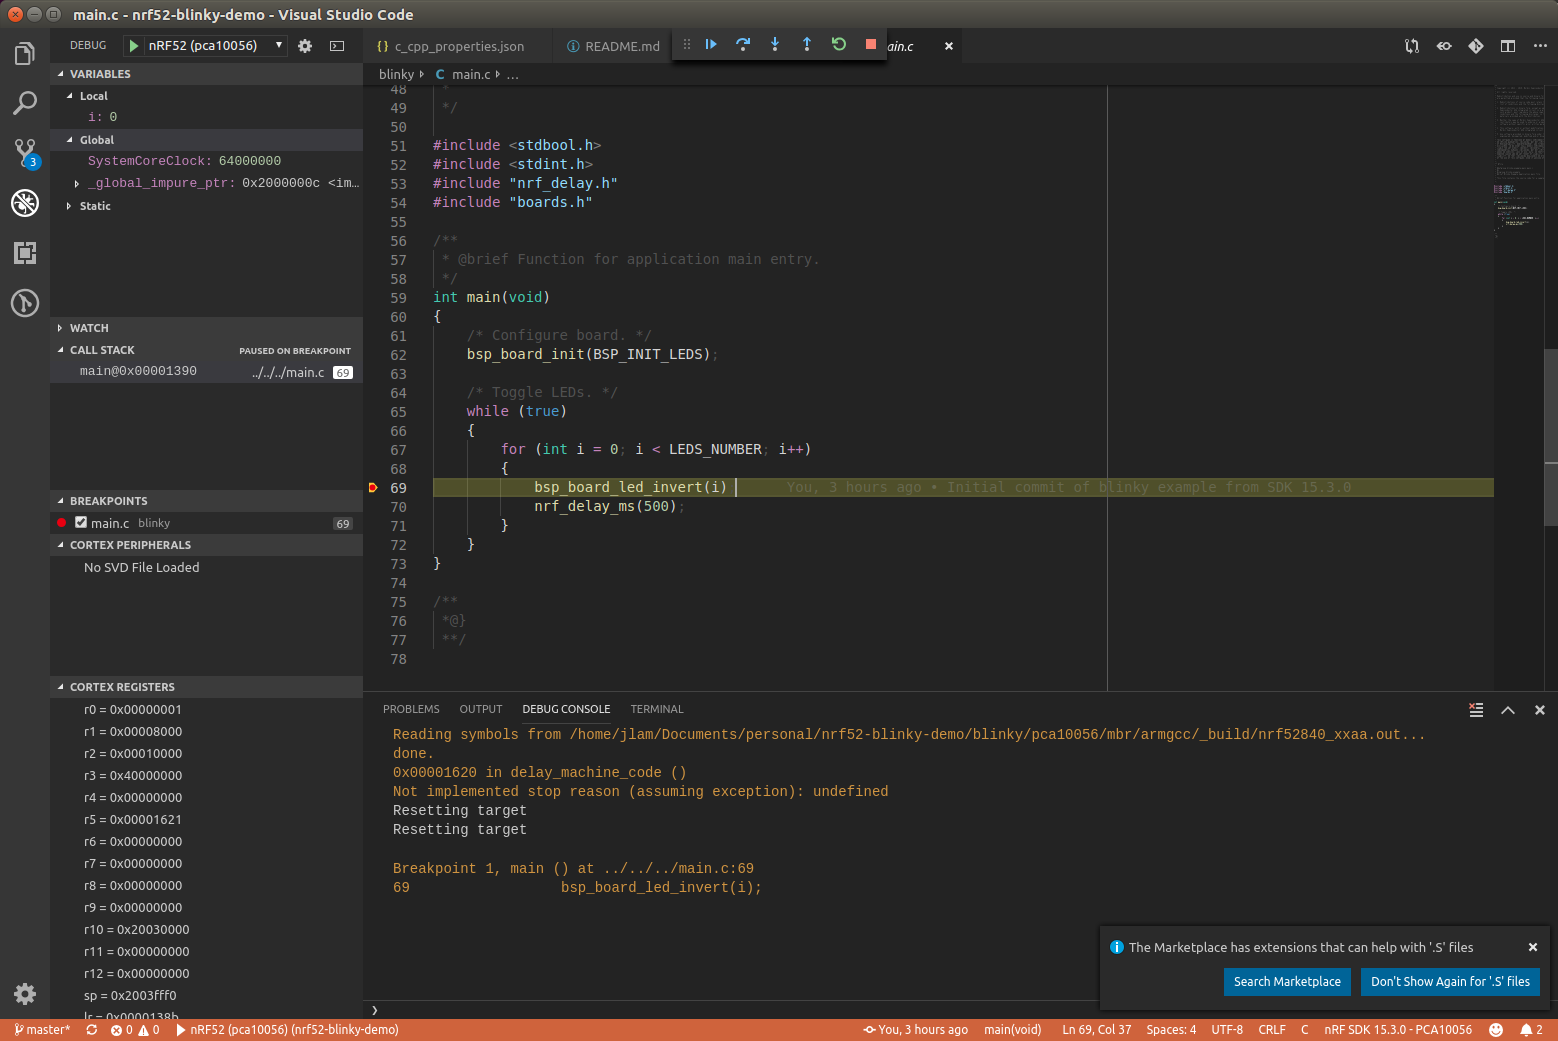 main.c - nrf52-blinky-demo - Visual Studio Code
DEBUG nRF52 (pca10056)
{} c_cpp_properties.json
README.md
ain.c
VARIABLES
Local
i: 0
Global
SystemCoreClock: 64000000
_global_impure_ptr: 0x2000000c <im...
Static
3
WATCH
CALL STACK PAUSED ON BREAKPOINT
main@0x00001390 ../../../main.c 69
BREAKPOINTS
main.c blinky 69
CORTEX PERIPHERALS
No SVD File Loaded
CORTEX REGISTERS
r0 = 0x00000001
r1 = 0x00008000
r2 = 0x00010000
r3 = 0x40000000
r4 = 0x00000000
r5 = 0x00001621
r6 = 0x00000000
r7 = 0x00000000
r8 = 0x00000000
r9 = 0x00000000
r10 = 0x20030000
r11 = 0x00000000
r12 = 0x00000000
sp = 0x2003fff0
lr = 0x0000138b
blinky C main.c ...
48 *
49 */
50
51 #include <stdbool.h>
52 #include <stdint.h>
53 #include "nrf_delay.h"
54 #include "boards.h"
55
56 /**
57 * @brief Function for application main entry.
58 */
59 int main(void)
60 {
61 /* Configure board. */
62 bsp_board_init(BSP_INIT_LEDS);
63
64 /* Toggle LEDs. */
65 while (true)
66 {
67 for (int i = 0; i < LEDS_NUMBER; i++)
68 {
69 bsp_board_led_invert(i) You, 3 hours ago • Initial commit of blinky example from SDK 15.3.0
70 nrf_delay_ms(500);
71 }
72 }
73 }
74
75 /**
76 *@}
77 **/
78
PROBLEMS OUTPUT DEBUG CONSOLE TERMINAL
Reading symbols from /home/jlam/Documents/personal/nrf52-blinky-demo/blinky/pca10056/mbr/armgcc/_build/nrf52840_xxaa.out...
done.
0x00001620 in delay_machine_code ()
Not implemented stop reason (assuming exception): undefined
Resetting target
Resetting target
Breakpoint 1, main () at ../../../main.c:69
69 bsp_board_led_invert(i);
The Marketplace has extensions that can help with '.S' files
Search Marketplace Don't Show Again for '.S' files
master* 0 0 nRF52 (pca10056) (nrf52-blinky-demo) You, 3 hours ago main(void) Ln 69, Col 37 Spaces: 4 UTF-8 CRLF C nRF SDK 15.3.0 - PCA10056 2